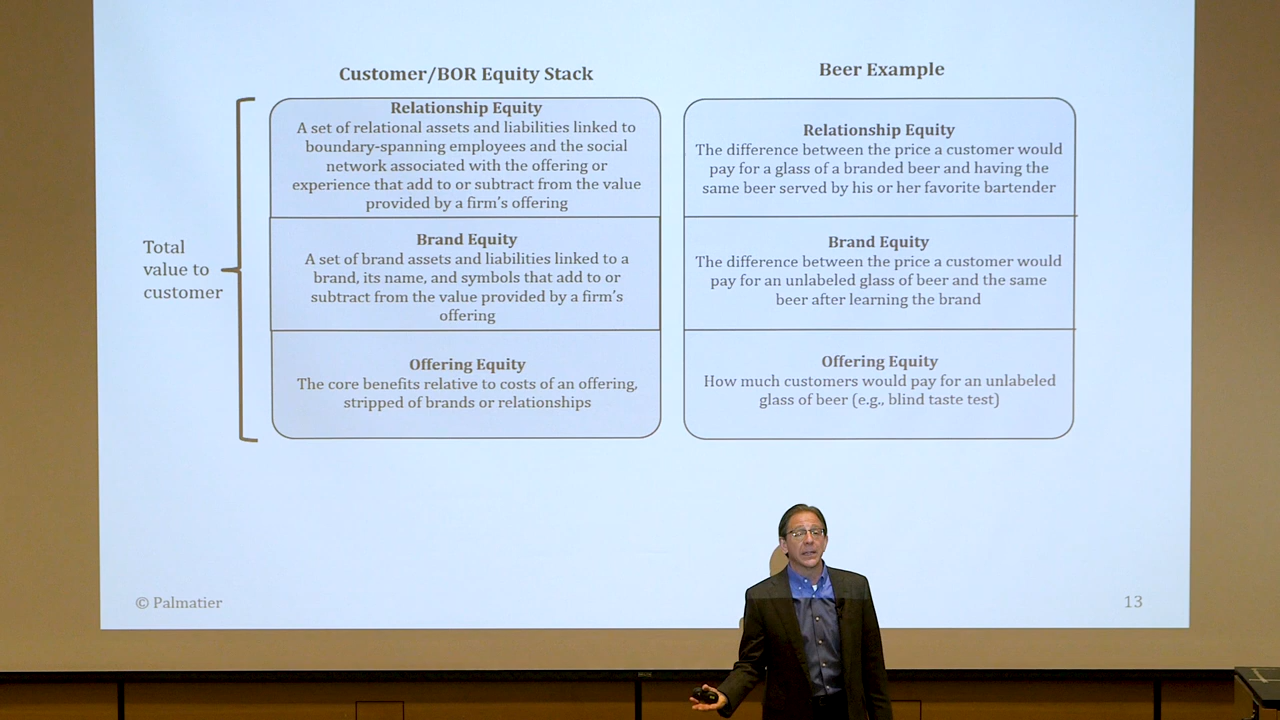 Customer/BOR Equity Stack
Beer Example
Relationship Equity
A set of relational assets and liabilities linked to
boundary-spanning employees and the social
network associated with the offering or
experience that add to or subtract from the value
provided by a firm's offering
Relationship Equity
The difference between the price a customer would
pay for a glass of a branded beer and having the
same beer served by his or her favorite bartender
Total
value to
customer
Brand Equity
A set of brand assets and liabilities linked to a
brand, its name, and symbols that add to or
subtract from the value provided by a firm's
offering
Brand Equity
The difference between the price a customer would
pay for an unlabeled glass of beer and the same
beer after learning the brand
Offering Equity
The core benefits relative to costs of an offering,
stripped of brands or relationships
Offering Equity
How much customers would pay for an unlabeled
glass of beer (e.g., blind taste test)
© Palmatier
13